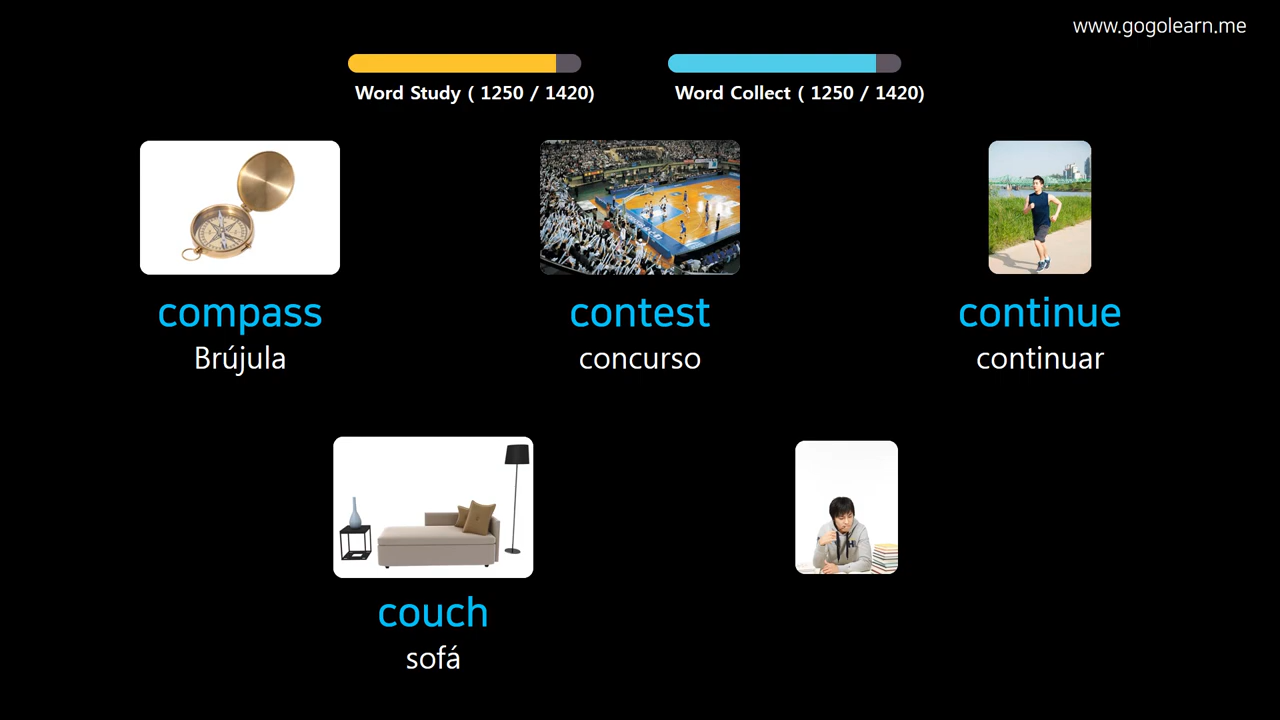 www.gogolearn.me
Word Study ( 1250 / 1420)
Word Collect ( 1250 / 1420)
compass
Brújula
contest
concurso
continue
continuar
couch
sofá